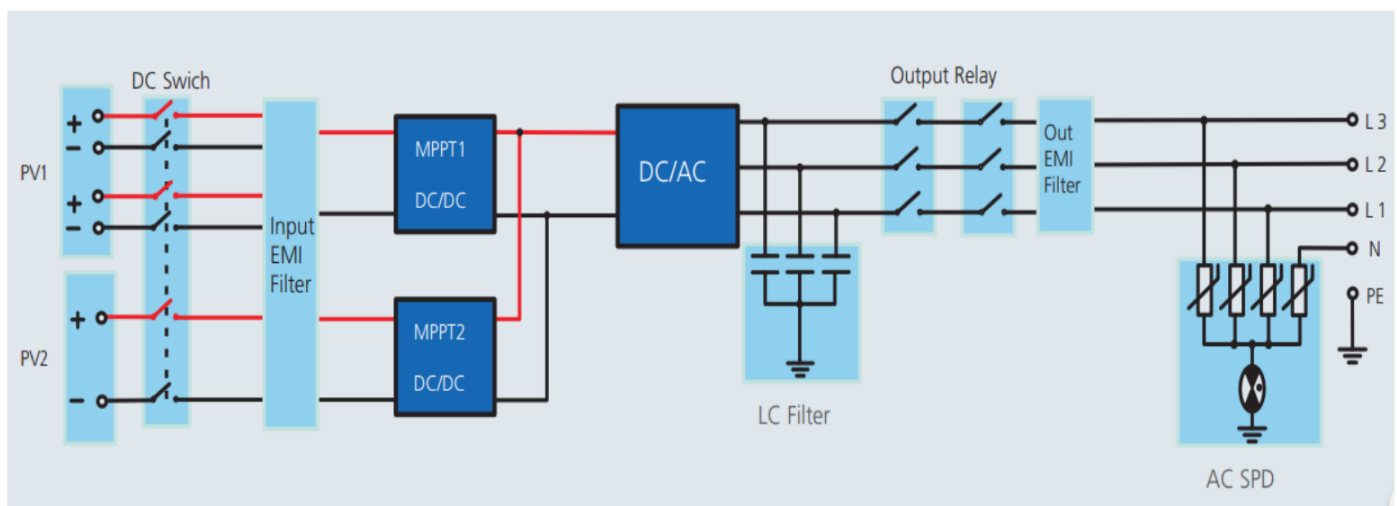 DC Swich
Output Relay
PV1
+
−
+
−
PV2
+
−
Input
EMI
Filter
MPPT1
DC/DC
MPPT2
DC/DC
DC/AC
LC Filter
Out
EMI
Filter
L 3
L 2
L 1
N
PE
AC SPD